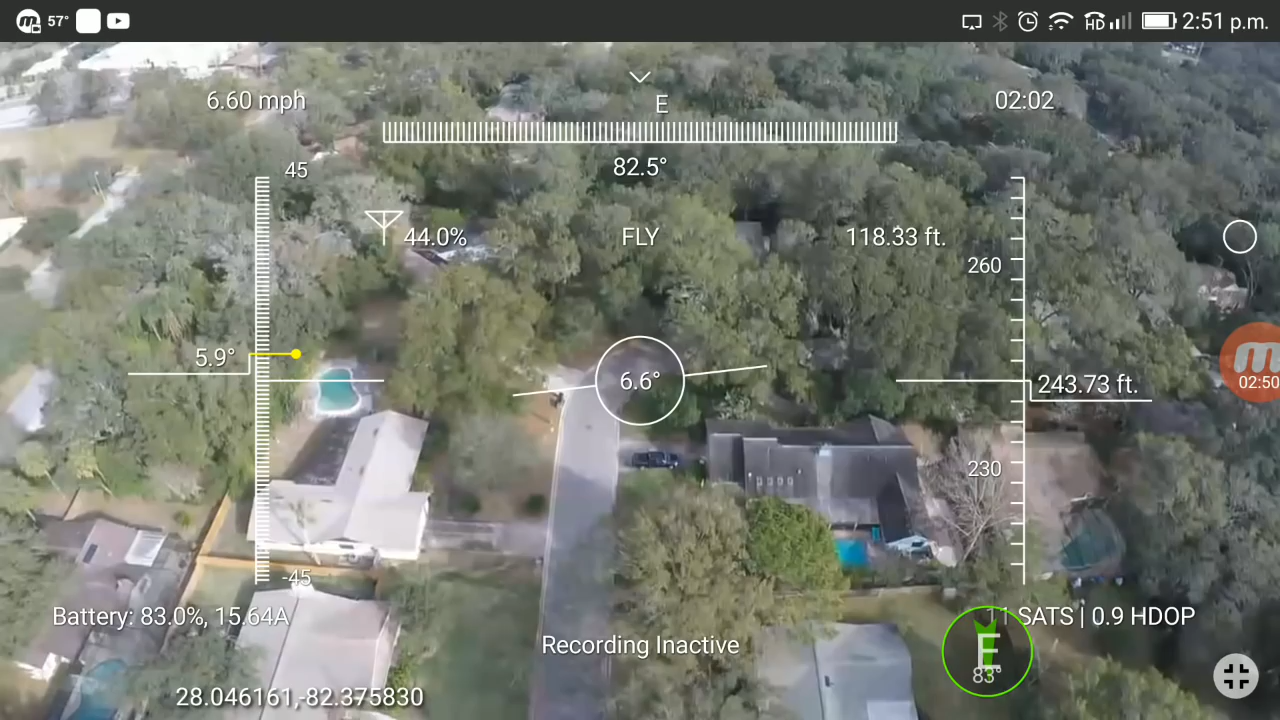 57° HD 2:51 p.m.
6.60 mph E 02:02
82.5°
45
44.0% FLY 118.33 ft.
260
5.9° 6.6° 243.73 ft.
02:50
230
-45
Battery: 83.0%, 15.64A SATS | 0.9 HDOP
Recording Inactive E
83°
28.046161,-82.375830